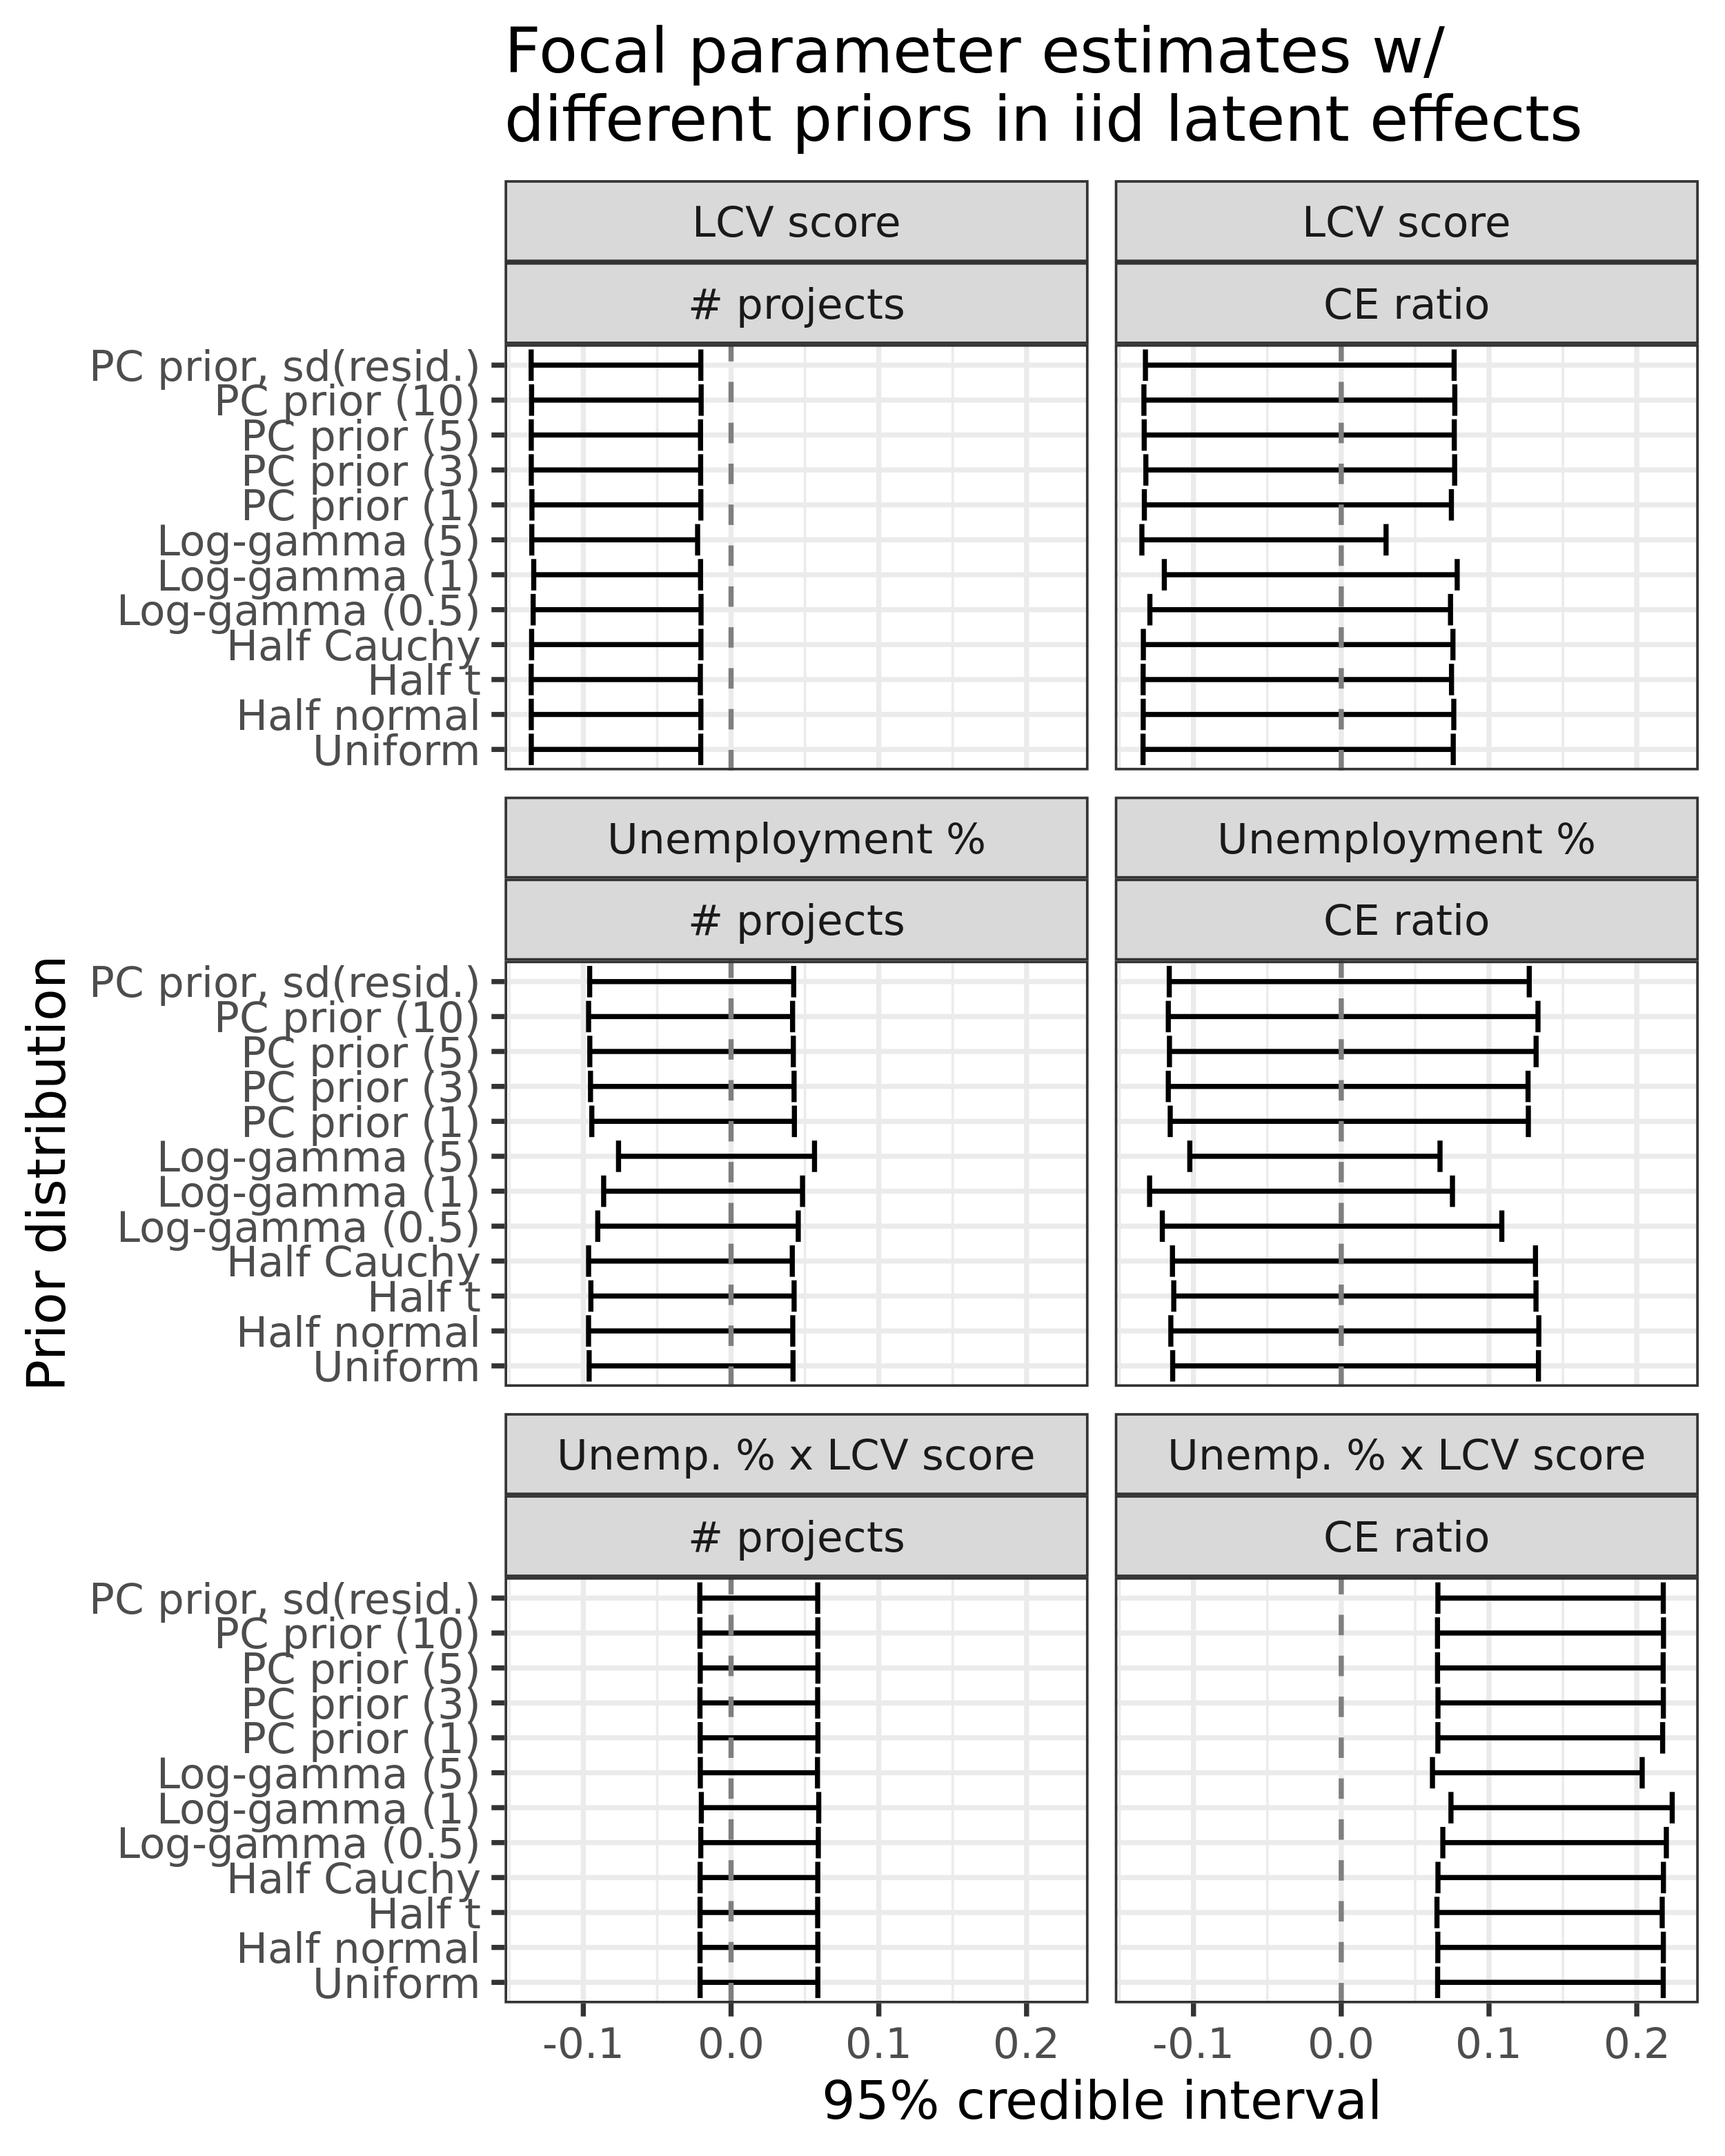 Focal parameter estimates w/
different priors in iid latent effects
LCV score
LCV score
# projects
CE ratio
PC prior, sd(resid.)
PC prior (10)
PC prior (5)
PC prior (3)
PC prior (1)
Log-gamma (5)
Log-gamma (1)
Log-gamma (0.5)
Half Cauchy
Half t
Half normal
Uniform
Unemployment %
Unemployment %
# projects
CE ratio
Prior distribution
PC prior, sd(resid.)
PC prior (10)
PC prior (5)
PC prior (3)
PC prior (1)
Log-gamma (5)
Log-gamma (1)
Log-gamma (0.5)
Half Cauchy
Half t
Half normal
Uniform
Unemp. % x LCV score
Unemp. % x LCV score
# projects
CE ratio
PC prior, sd(resid.)
PC prior (10)
PC prior (5)
PC prior (3)
PC prior (1)
Log-gamma (5)
Log-gamma (1)
Log-gamma (0.5)
Half Cauchy
Half t
Half normal
Uniform
-0.1 0.0 0.1 0.2
-0.1 0.0 0.1 0.2
95% credible interval